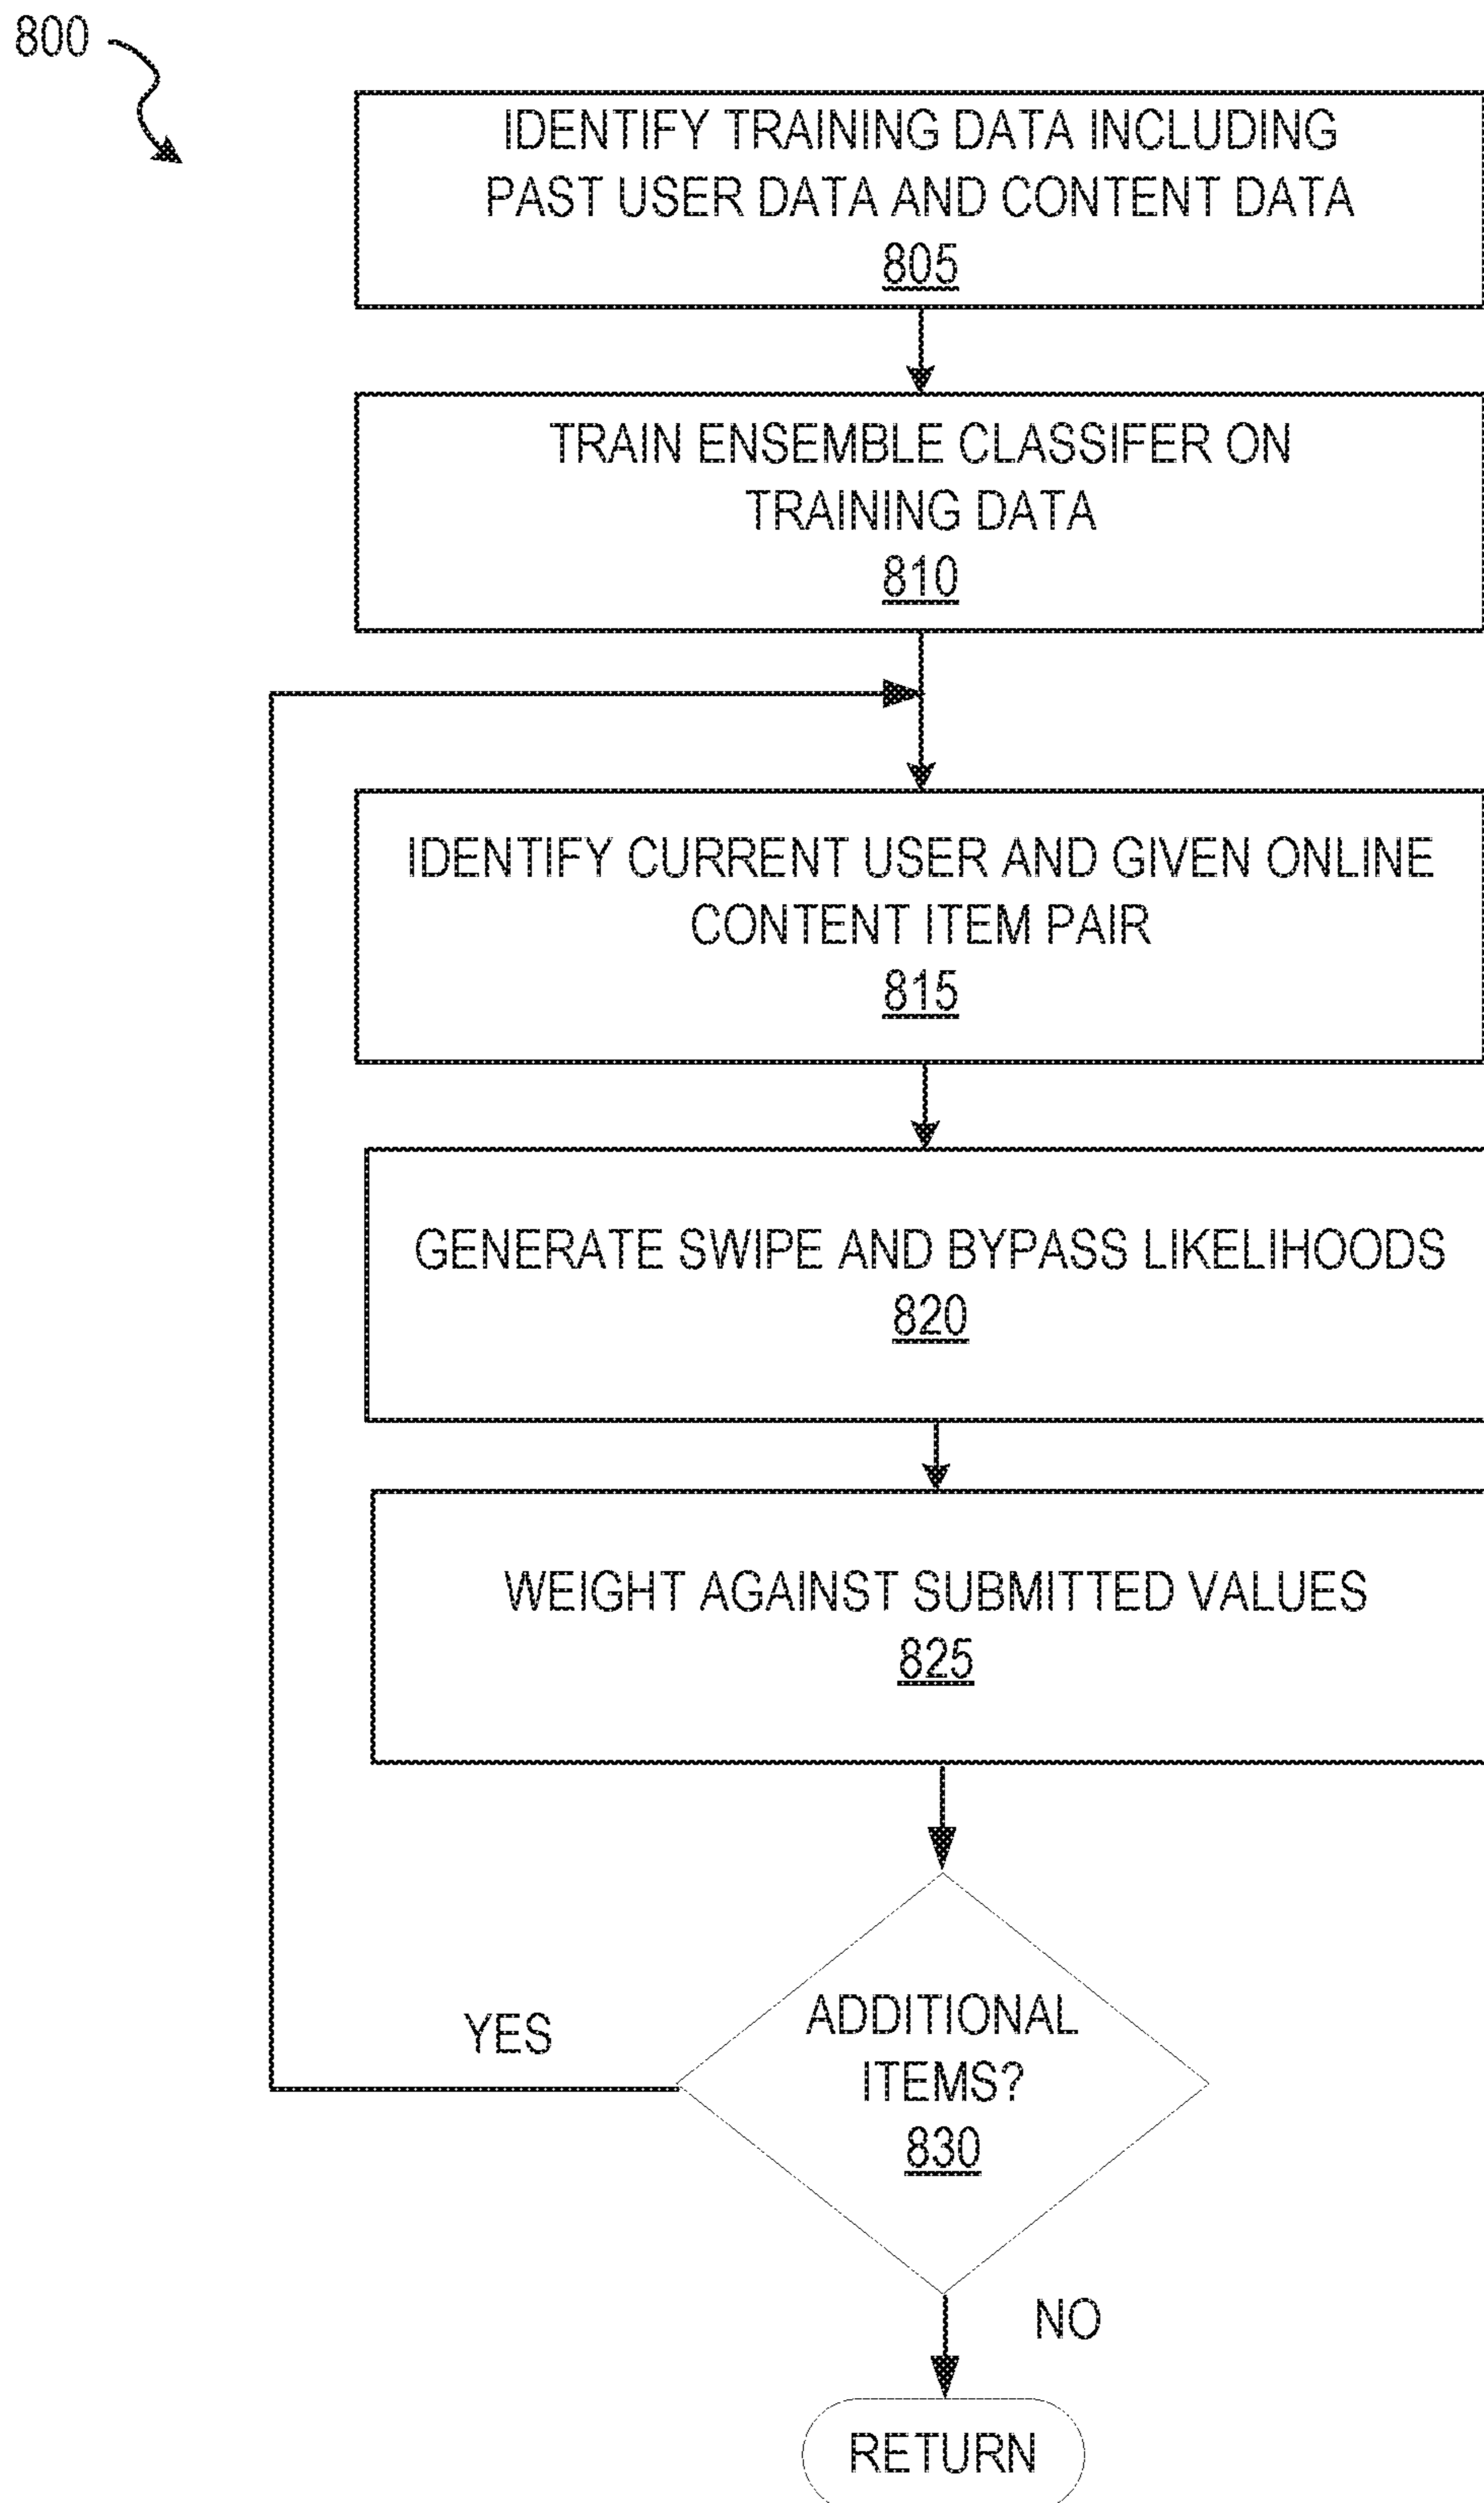 800
IDENTIFY TRAINING DATA INCLUDING
PAST USER DATA AND CONTENT DATA
805
TRAIN ENSEMBLE CLASSIFER ON
TRAINING DATA
810
IDENTIFY CURRENT USER AND GIVEN ONLINE
CONTENT ITEM PAIR
815
GENERATE SWIPE AND BYPASS LIKELIHOODS
820
WEIGHT AGAINST SUBMITTED VALUES
825
ADDITIONAL
ITEMS?
830
YES
NO
RETURN